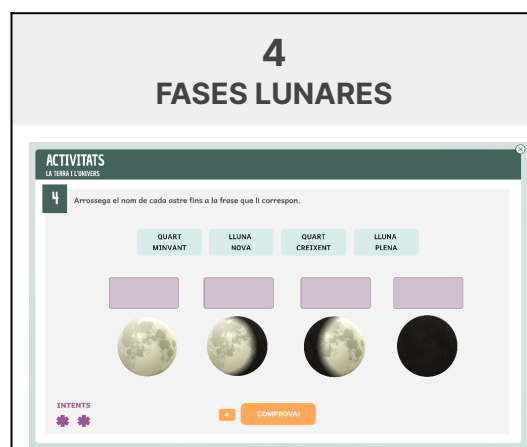 4
FASES LUNARES
ACTIVITATS
LA TERRA I L'UNIVERS
4
Arrossega el nom de cada astre fins a la frase que li correspon.
QUART
MINVANT
LLUNA
NOVA
QUART
CREIXENT
LLUNA
PLENA
INTENTS
COMPROVA!